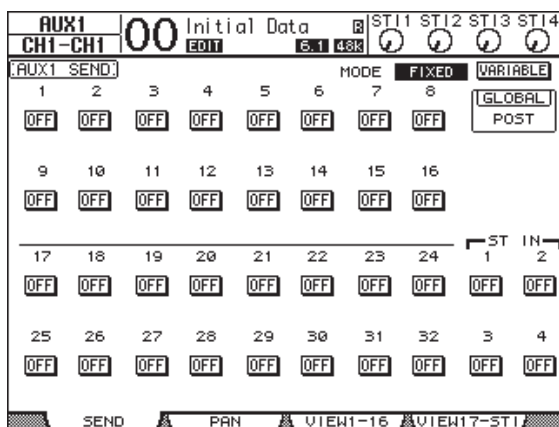 AUX1
CH1-CH1
00
Initial Data
EDIT
R
6.1
48k
STI1 STI2 STI3 STI4
AUX1 SEND
MODE FIXED VARIABLE
1 2 3 4 5 6 7 8
OFF OFF OFF OFF OFF OFF OFF OFF
GLOBAL
POST
9 10 11 12 13 14 15 16
OFF OFF OFF OFF OFF OFF OFF OFF
ST IN
17 18 19 20 21 22 23 24 1 2
OFF OFF OFF OFF OFF OFF OFF OFF OFF OFF
25 26 27 28 29 30 31 32 3 4
OFF OFF OFF OFF OFF OFF OFF OFF OFF OFF
SEND PAN VIEW1-16 VIEW17-STI